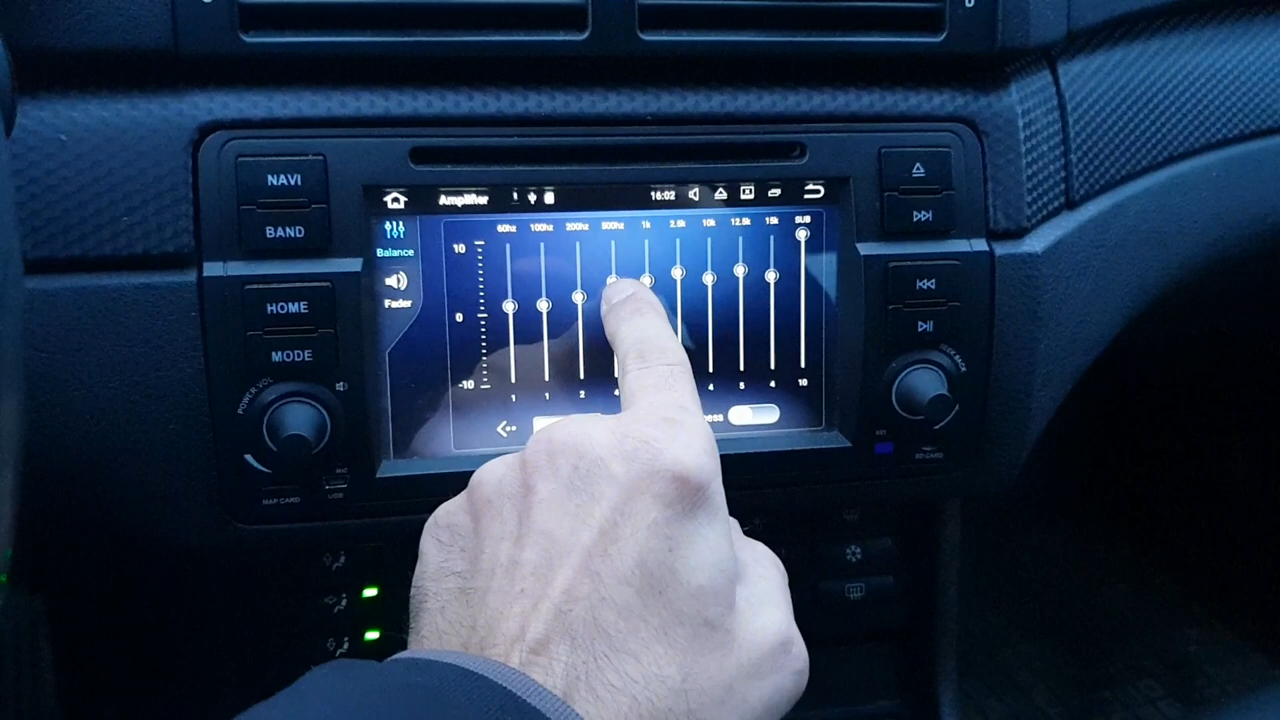 NAVI
BAND
HOME
MODE
POWER VOL
MIC
MAP CARD
USB
Amplifier
16:02
Balance
Fader
60hz 100hz 200hz 500hz 1k 2.5k 10k 12.5k 15k SUB
10
0
-10
1 1 2 4 4 5 4 10
SEEK BACK
SD CARD